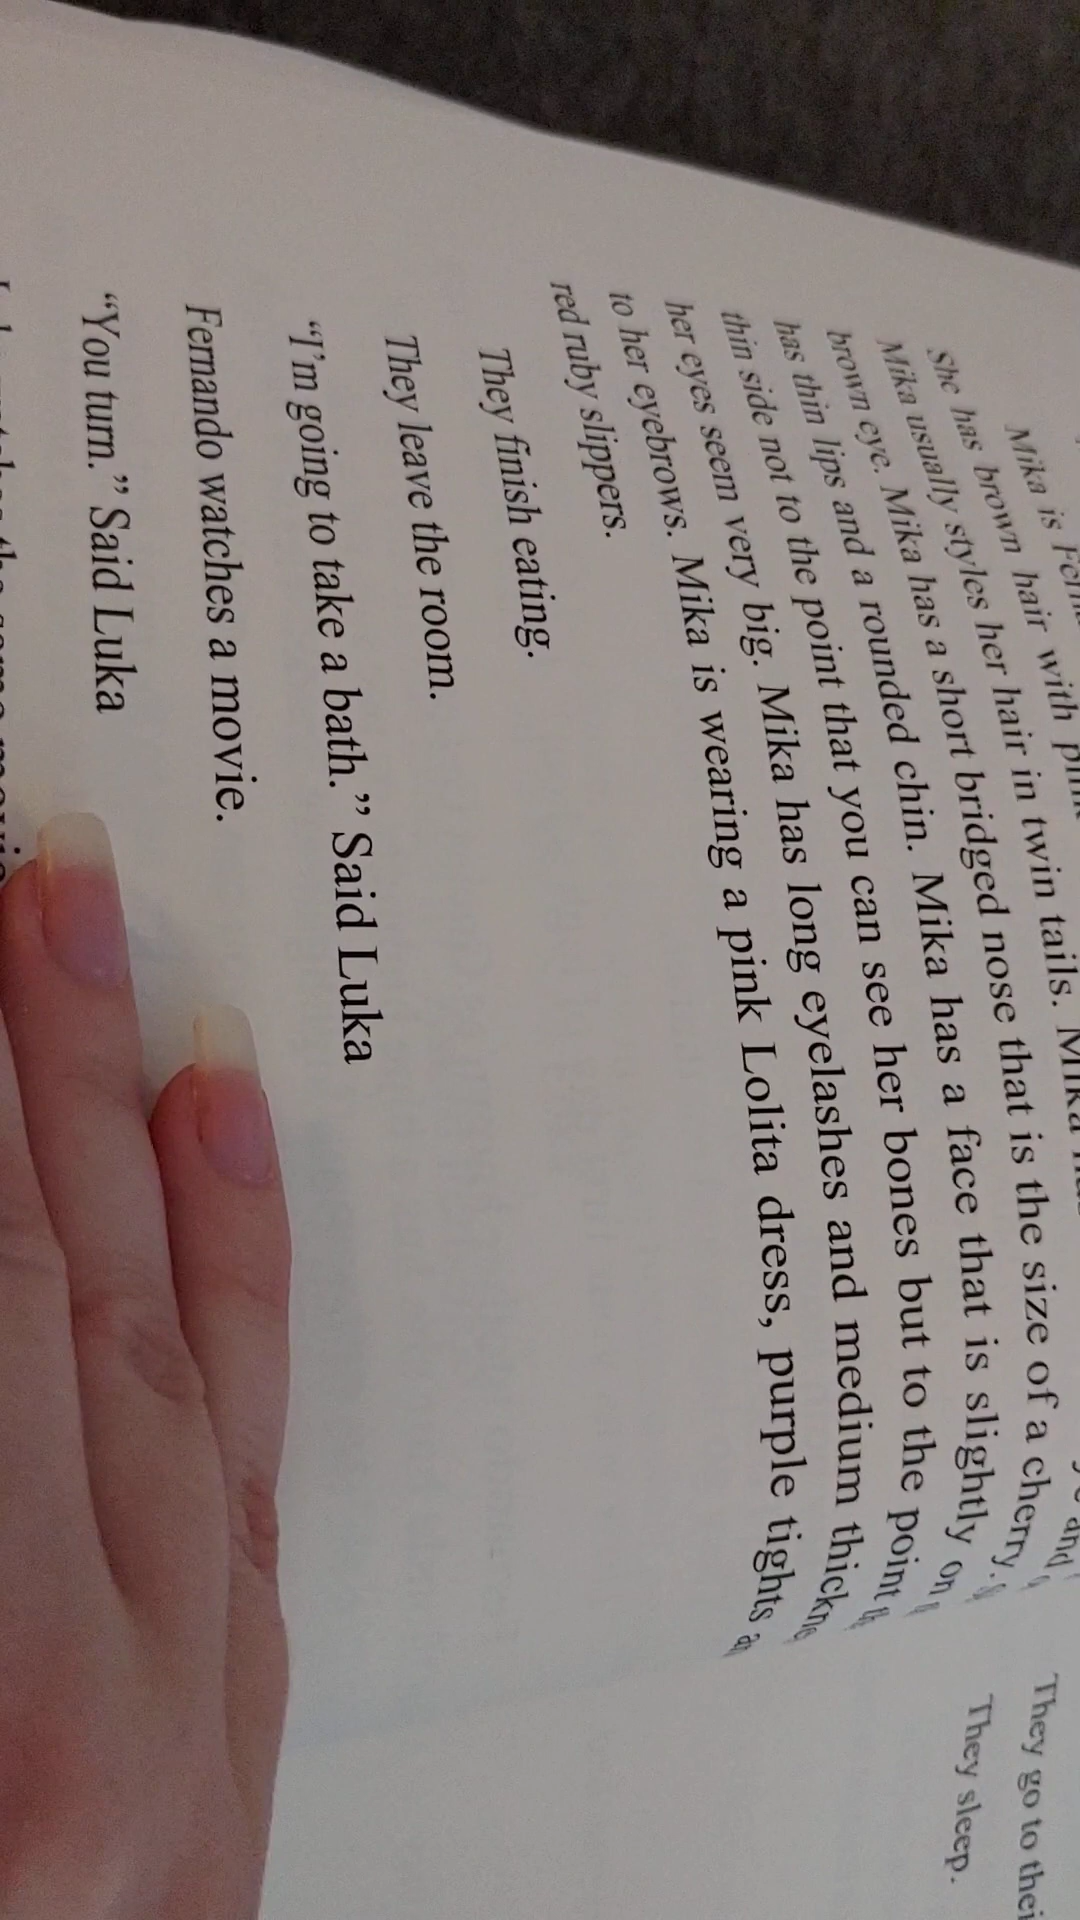 Mika is
She has brown hair with
Mika usually styles her hair in twin tails.
brown eye. Mika has a short bridged nose that is the size of a cherry.
has thin lips and a rounded chin. Mika has a face that is slightly on
thin side not to the point that you can see her bones but to the point
her eyes seem very big. Mika has long eyelashes and medium
to her eyebrows. Mika is wearing a pink Lolita dress, purple tights
red ruby slippers.
They finish eating.
They leave the room.
“I’m going to take a bath.” Said Luka
Fernando watches a movie.
“You turn.” Said Luka
They go to
They sleep.